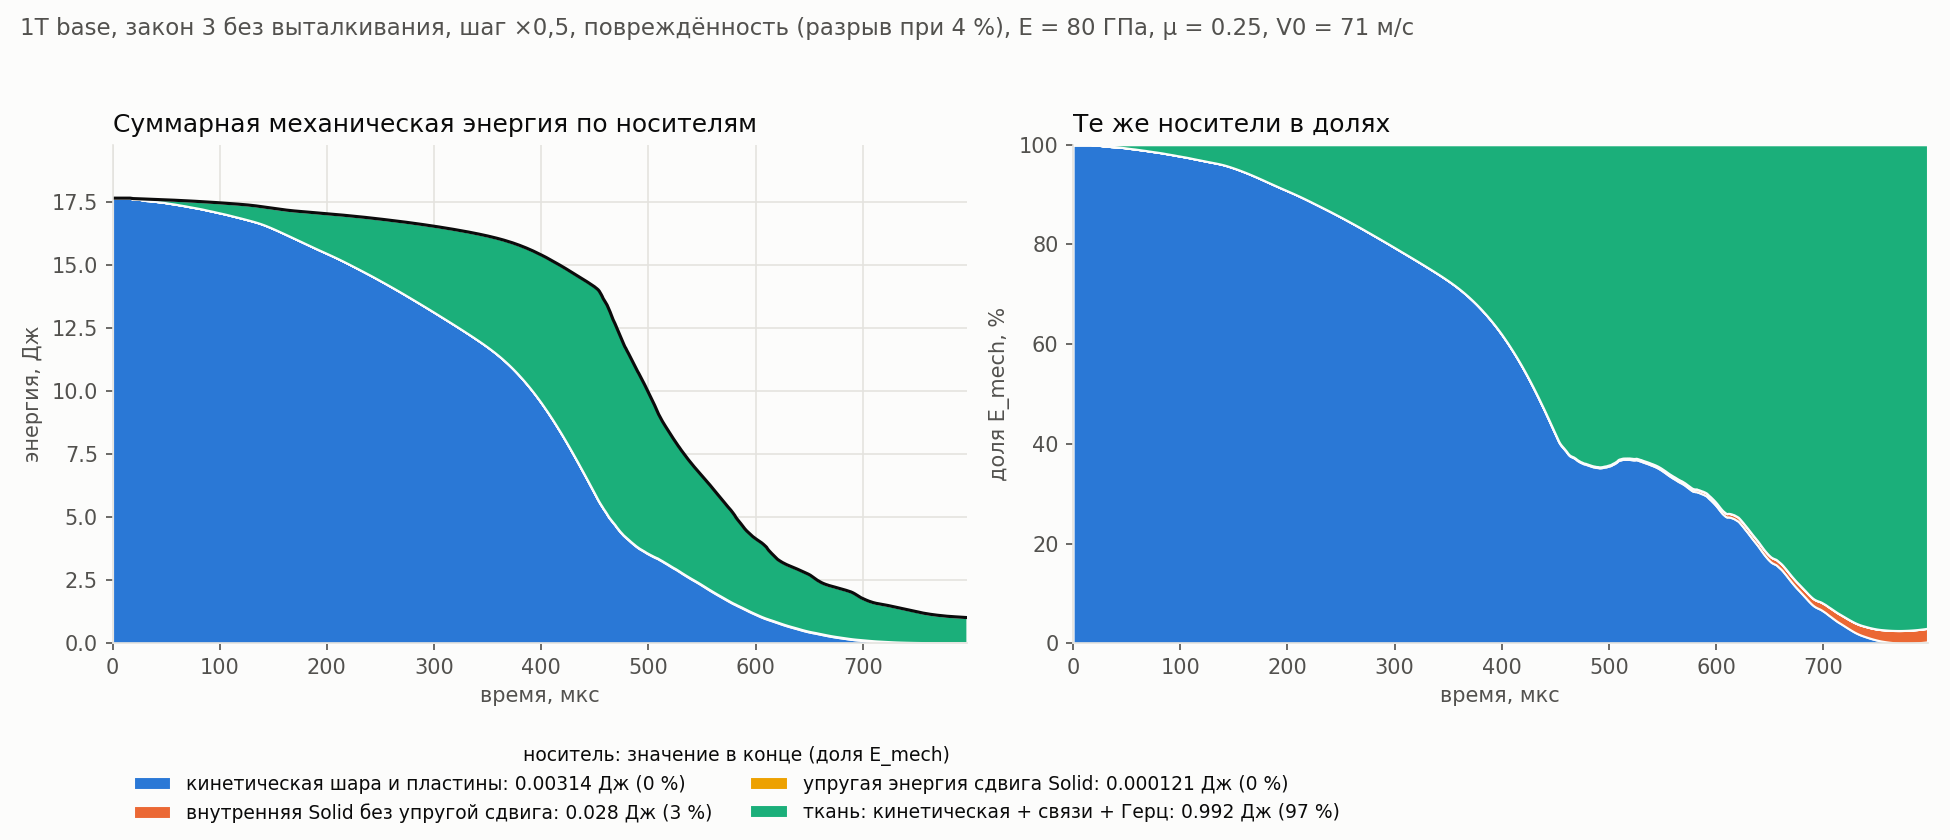 1T base, закон 3 без выталкивания, шаг ×0,5, повреждённость (разрыв при 4 %), E = 80 ГПа, μ = 0.25, V0 = 71 м/с
Суммарная механическая энергия по носителям
17.5
15.0
12.5
10.0
7.5
5.0
2.5
0.0
энергия, Дж
0 100 200 300 400 500 600 700
время, мкс
Те же носители в долях
100
80
60
40
20
0
доля E_mech, %
0 100 200 300 400 500 600 700
время, мкс
носитель: значение в конце (доля E_mech)
кинетическая шара и пластины: 0.00314 Дж (0 %)
внутренняя Solid без упругой сдвига: 0.028 Дж (3 %)
упругая энергия сдвига Solid: 0.000121 Дж (0 %)
ткань: кинетическая + связи + Герц: 0.992 Дж (97 %)